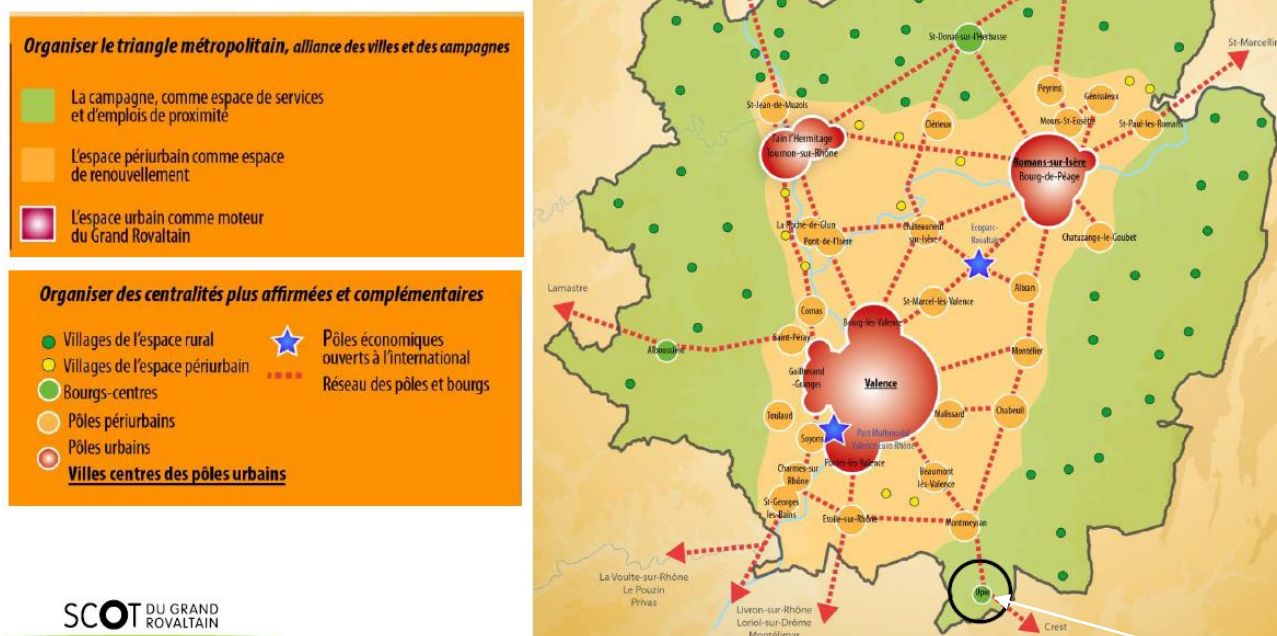 Organiser le triangle métropolitain, alliance des villes et des campagnes
La campagne, comme espace de services
et d'emplois de proximité
L'espace périurbain comme espace
de renouvellement
L'espace urbain comme moteur
du Grand Rovaltain
Organiser des centralités plus affirmées et complémentaires
Villages de l'espace rural
Villages de l'espace périurbain
Bourgs-centres
Pôles périurbains
Pôles urbains
Villes centres des pôles urbains
Pôles économiques
ouverts à l'international
Réseau des pôles et bourgs
SCOT DU GRAND
ROVALTAIN
St-Donat-sur-l'Herbasse
St-Marcellin
Peyrins
Génissieux
St-Jean-de-Muzols
Clérieux
Mours-St-Eusèbe
St-Paul-les-Romans
Tain l'Hermitage
Tournon-sur-Rhône
Romans-sur-Isère
Bourg-de-Péage
La Roche-de-Glun
Pont-de-l'Isère
Châteauneuf
sur-Isère
Ecoparc
Rovaltain
Chatuzange-le-Goubet
Lamastre
Alixan
St-Marcel-lès-Valence
Cornas
Bourg-lès-Valence
Saint-Péray
Alboussière
Montélier
Guilherand
-Granges
Valence
Toulaud
Malissard
Chabeuil
Soyons
Port Multimodal
Valence Euro Rhône
Portes-lès-Valence
Charmes-sur
Rhône
Beaumont
lès-Valence
St-Georges
les-Bains
Etoile-sur-Rhône
Montmeyran
La Voulte-sur-Rhône
Le Pouzin
Privas
Livron-sur-Rhône
Loriol-sur-Drôme
Montélimar
Upie
Crest